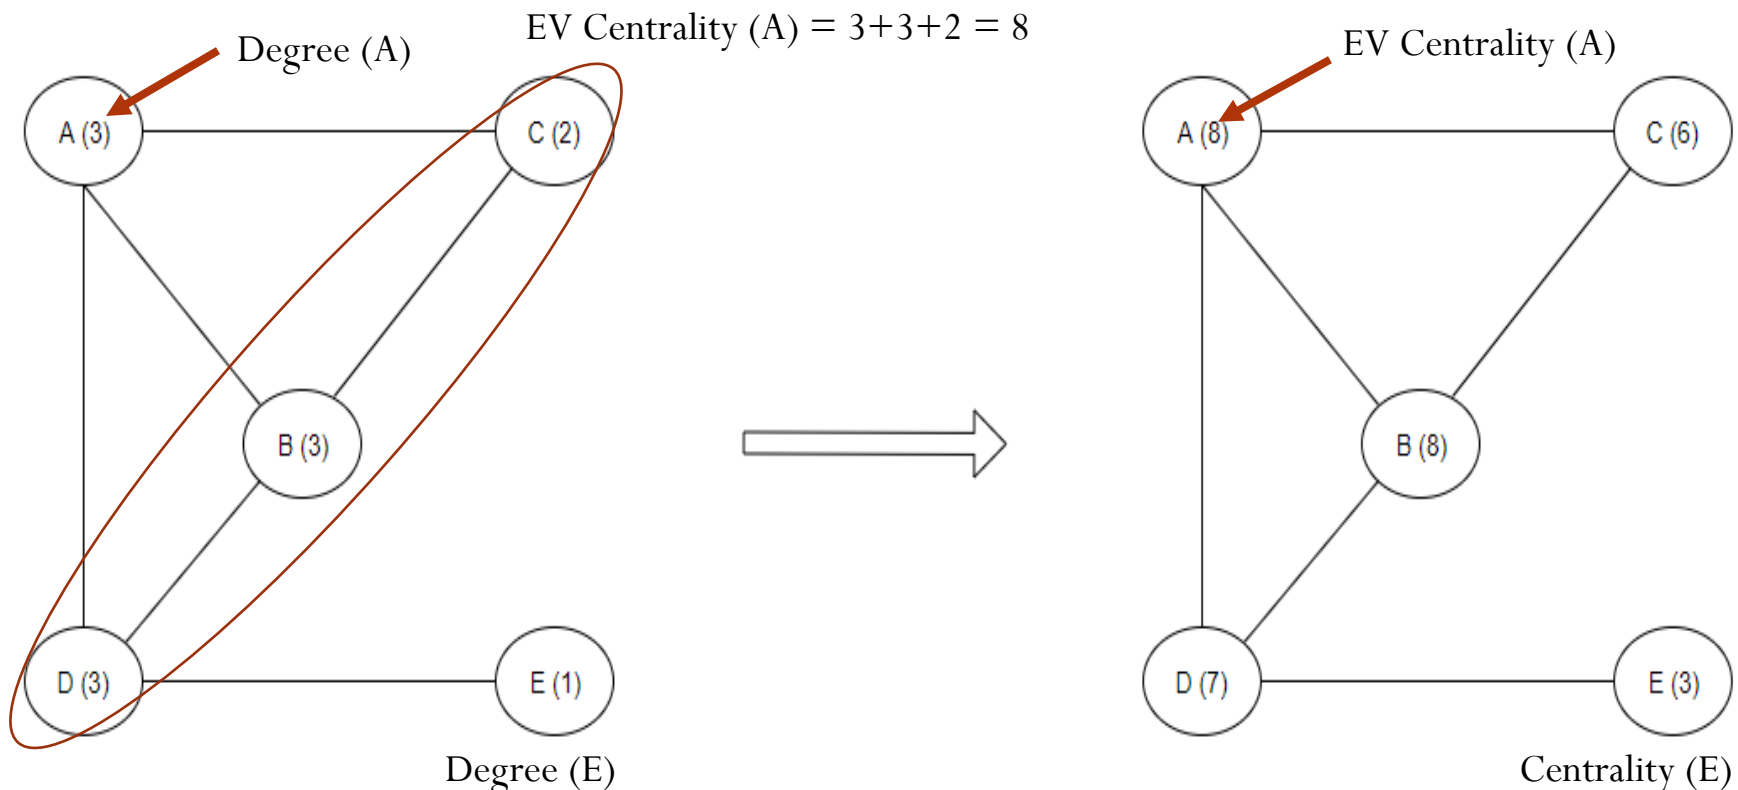 EV Centrality (A) = 3+3+2 = 8
Degree (A)
A (3)
C (2)
B (3)
D (3)
E (1)
Degree (E)
EV Centrality (A)
A (8)
C (6)
B (8)
D (7)
E (3)
Centrality (E)